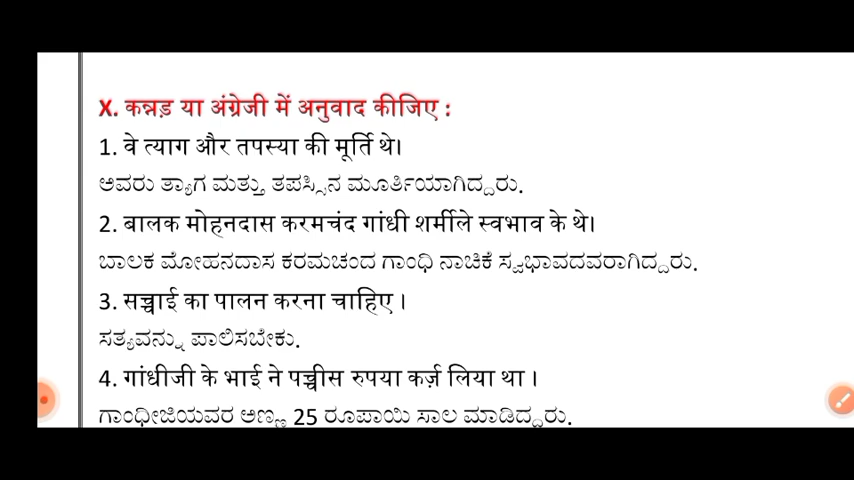 X. कन्नड़ या अंग्रेजी में अनुवाद कीजिए :
1. वे त्याग और तपस्या की मूर्ति थे।
ಅವರು ತ್ಯಾಗ ಮತ್ತು ತಪಸ್ಸಿನ ಮೂರ್ತಿಯಾಗಿದ್ದರು.
2. बालक मोहनदास करमचंद गांधी शर्मीले स्वभाव के थे।
ಬಾಲಕ ಮೋಹನದಾಸ ಕರಮಚಂದ ಗಾಂಧಿ ನಾಚಿಕೆ ಸ್ವಭಾವದವರಾಗಿದ್ದರು.
3. सच्चाई का पालन करना चाहिए ।
ಸತ್ಯವನ್ನು ಪಾಲಿಸಬೇಕು.
4. गांधीजी के भाई ने पच्चीस रुपया कर्ज़ लिया था ।
ಗಾಂಧೀಜಿಯವರ ಅಣ್ಣ 25 ರೂಪಾಯಿ ಸಾಲ ಮಾಡಿದ್ದರು.